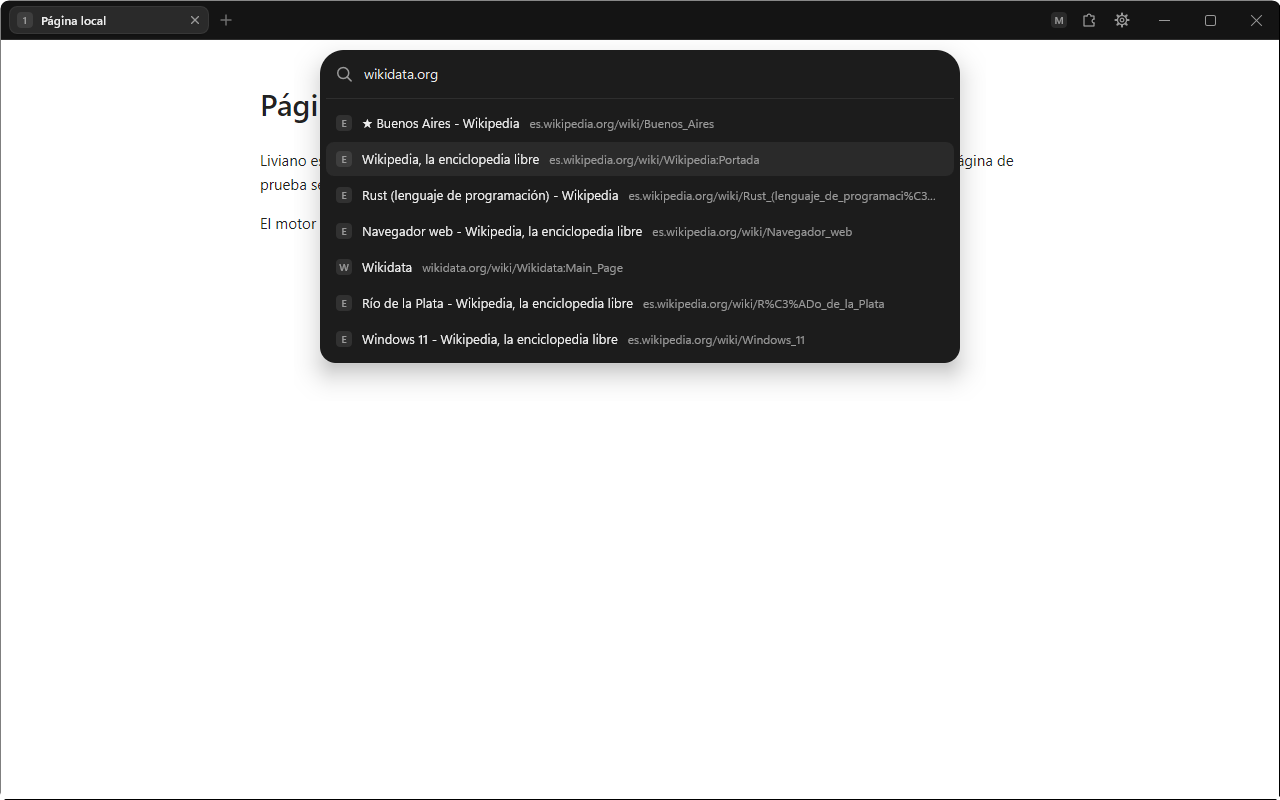 1 Página local
M
wikidata.org
Pági
E ★ Buenos Aires - Wikipedia es.wikipedia.org/wiki/Buenos_Aires
E Wikipedia, la enciclopedia libre es.wikipedia.org/wiki/Wikipedia:Portada
Liviano es ágina de
E Rust (lenguaje de programación) - Wikipedia es.wikipedia.org/wiki/Rust_(lenguaje_de_programaci%C3...
prueba se
El motor
E Navegador web - Wikipedia, la enciclopedia libre es.wikipedia.org/wiki/Navegador_web
W Wikidata wikidata.org/wiki/Wikidata:Main_Page
E Río de la Plata - Wikipedia, la enciclopedia libre es.wikipedia.org/wiki/R%C3%ADo_de_la_Plata
E Windows 11 - Wikipedia, la enciclopedia libre es.wikipedia.org/wiki/Windows_11